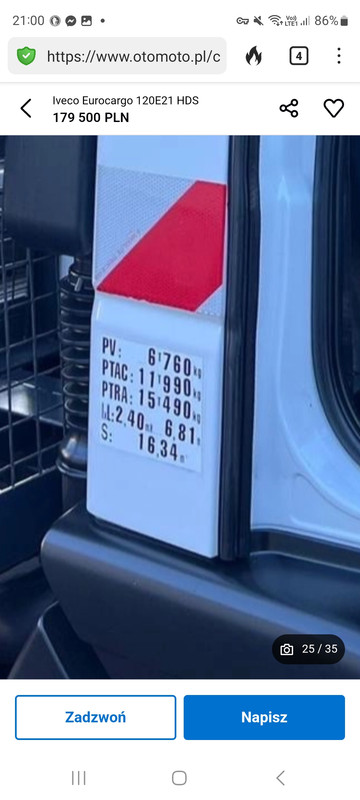 21:00
86%
https://www.otomoto.pl/c
4
Iveco Eurocargo 120E21 HDS
179 500 PLN
PV: 6'760 kg
PTAC: 11'990 kg
PTRA: 15'490 kg
L:2,40 6,81
S: 16,34
25 / 35
Zadzwoń
Napisz